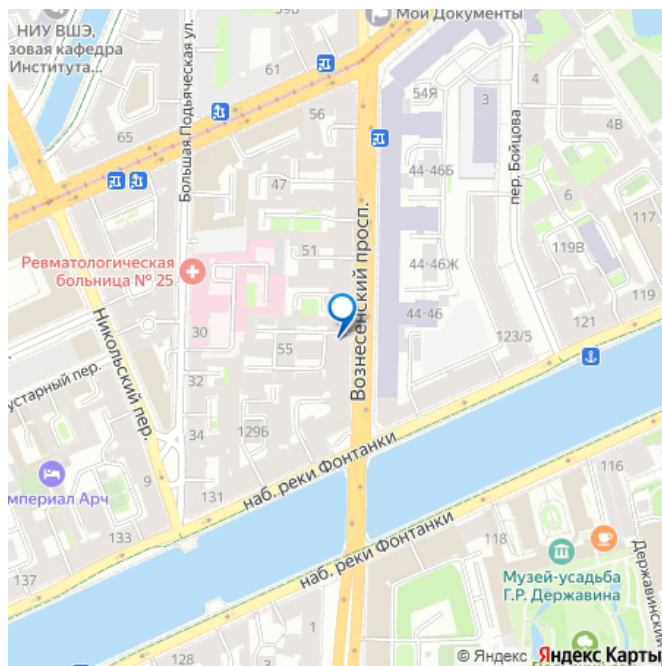 59В
Мои Документы
НИУ ВШЭ,
зовая кафедра
Института...
61
54Я
4
3
56
65
4В
Большая Подьяческая ул.
пер. Бойцова
47
44-46Б
6
117
Вознесенский просп.
51
119В
Ревматологическая
больница № 25
44-46Ж
119
44-46
121
30
123/5
Никольский пер.
55
устарный пер.
32
34
129Б
наб. реки Фонтанки
мпериал Арч
9
131
116
133
118
наб. реки Фонтанки
137
Музей-усадьба
Г.Р. Державина
Державинский
3
1
© Яндекс Яндекс Карты